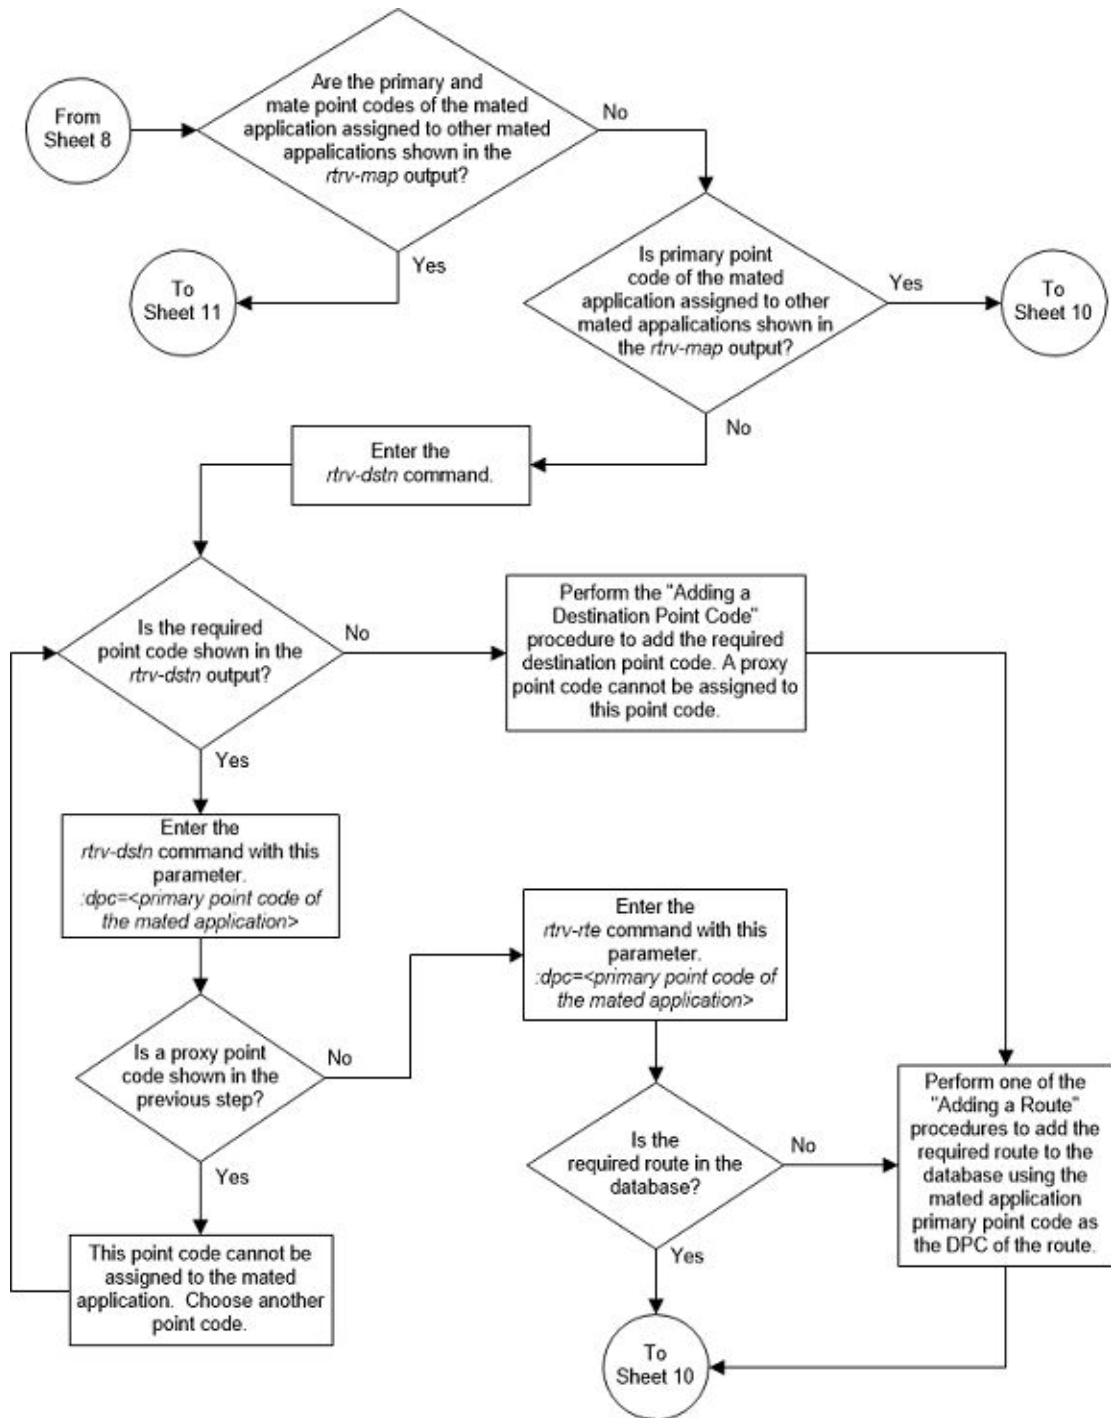 From
Sheet 8
Are the primary and
mate point codes of the mated
application assigned to other mated
appalications shown in the
rtrv-map output?
No
Yes
To
Sheet 11
Is primary point
code of the mated
application assigned to other
mated appalications shown in
the rtrv-map output?
Yes
To
Sheet 10
No
Enter the
rtrv-dstn command.
Is the required
point code shown in the
rtrv-dstn output?
No
Perform the "Adding a
Destination Point Code"
procedure to add the required
destination point code. A proxy
point code cannot be assigned to
this point code.
Yes
Enter the
rtrv-dstn command with this
parameter.
:dpc=<primary point code of
the mated application>
Enter the
rtrv-rte command with this
parameter.
:dpc=<primary point code of
the mated application>
Is a proxy point
code shown in the
previous step?
No
Yes
This point code cannot be
assigned to the mated
application. Choose another
point code.
Is the
required route in the
database?
No
Perform one of the
"Adding a Route"
procedures to add the
required route to the
database using the
mated application
primary point code as
the DPC of the route.
Yes
To
Sheet 10